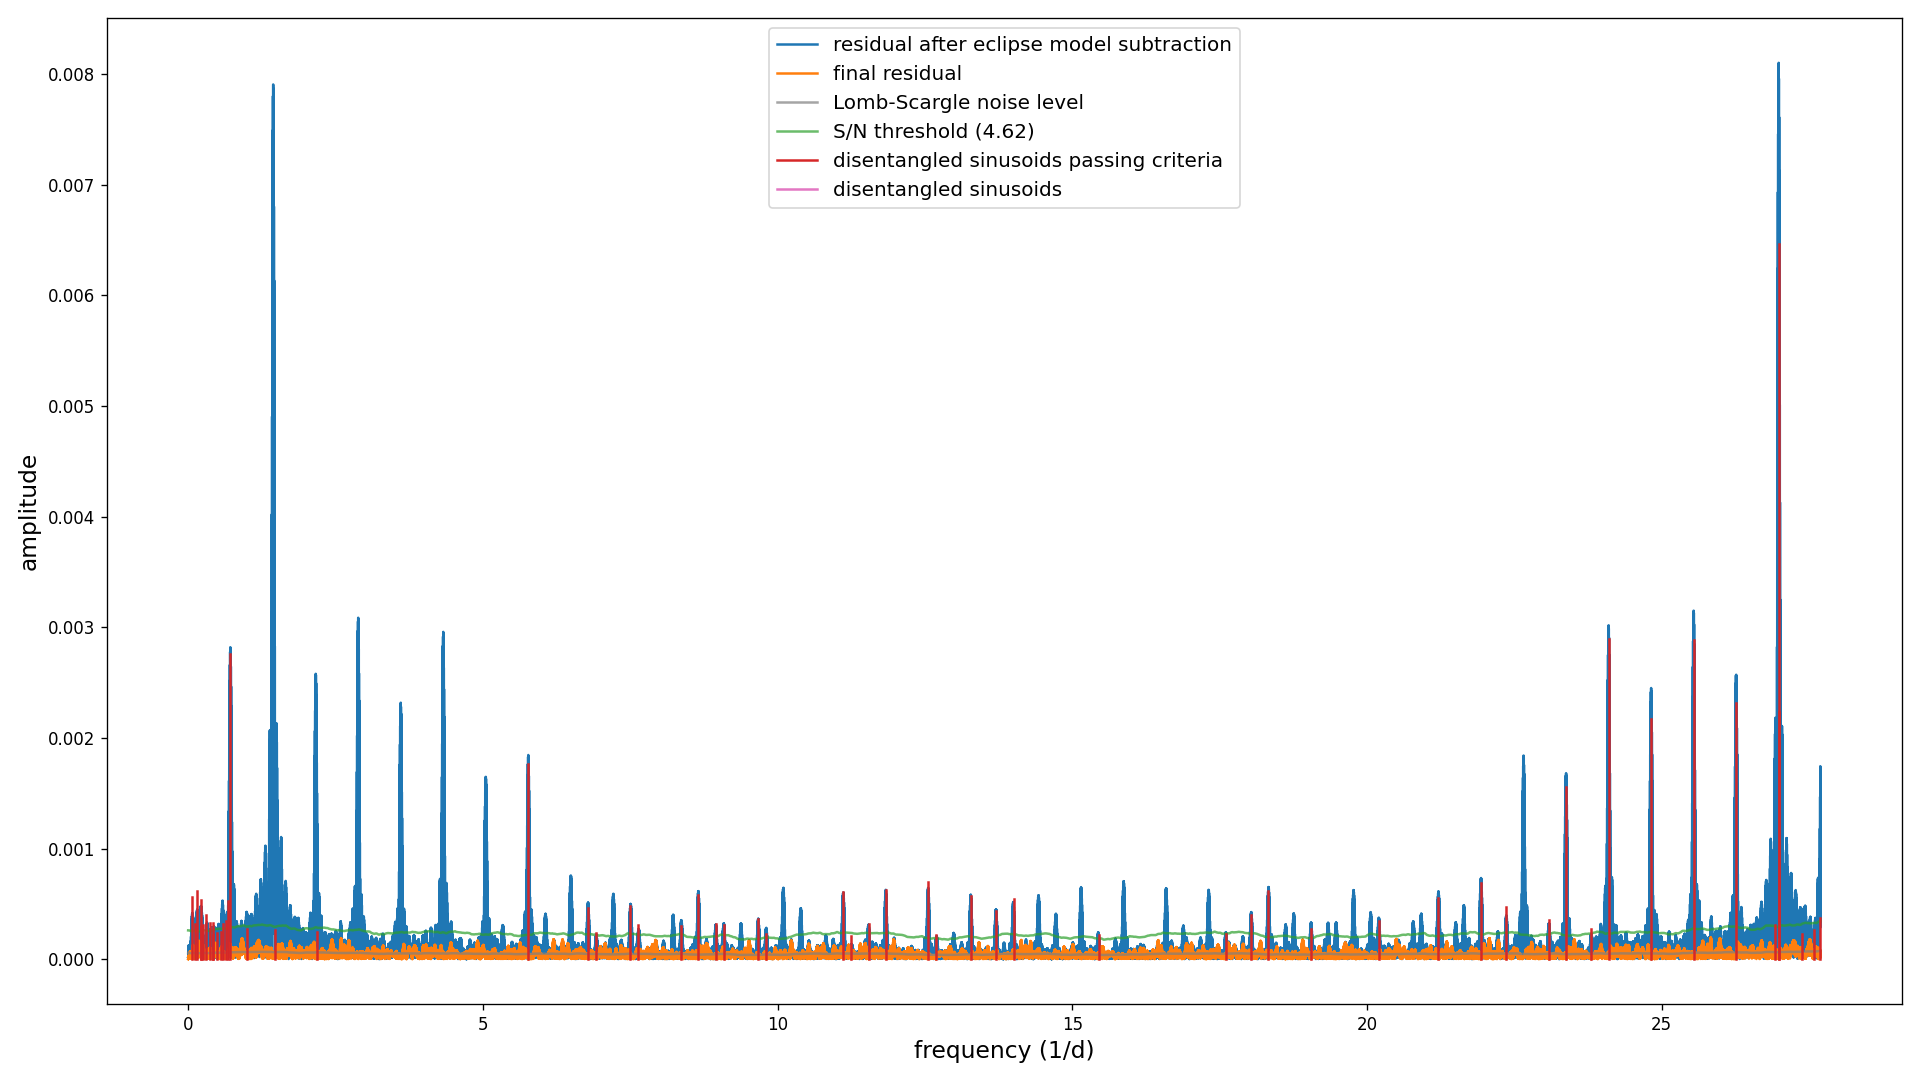 residual after eclipse model subtraction
final residual
Lomb-Scargle noise level
S/N threshold (4.62)
disentangled sinusoids passing criteria
disentangled sinusoids
0.008
0.007
0.006
0.005
0.004
0.003
0.002
0.001
0.000
amplitude
0 5 10 15 20 25
frequency (1/d)